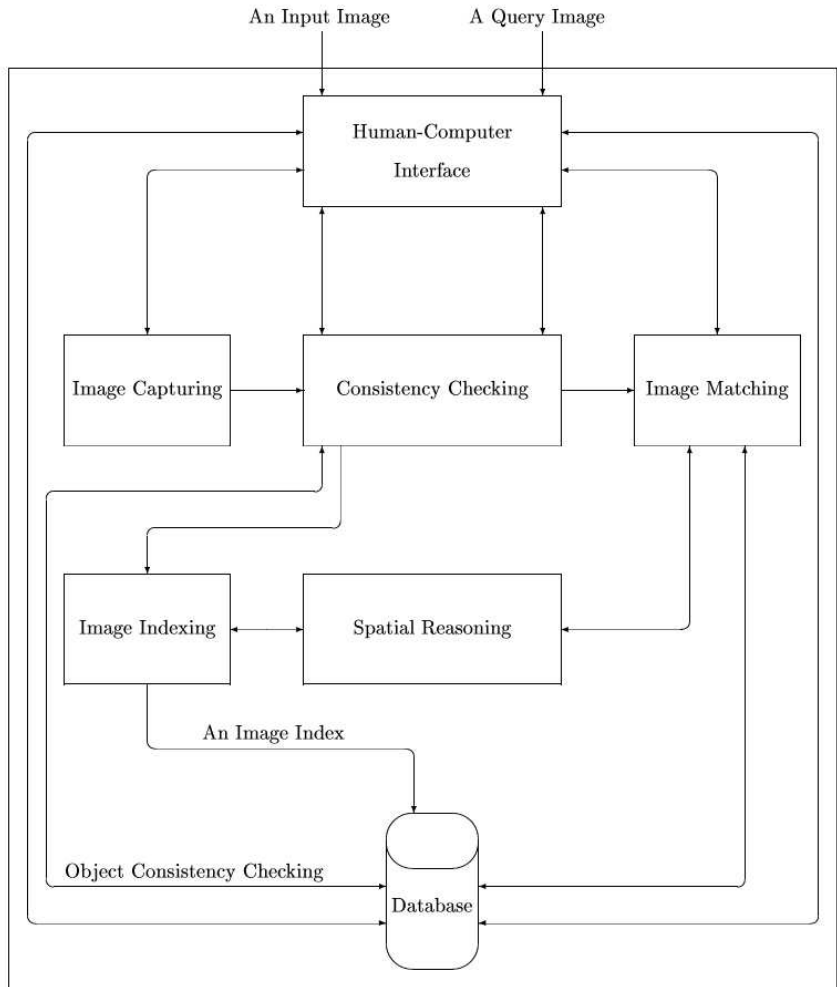 An Input Image
A Query Image
Human-Computer
Interface
Image Capturing
Consistency Checking
Image Matching
Image Indexing
Spatial Reasoning
An Image Index
Object Consistency Checking
Database